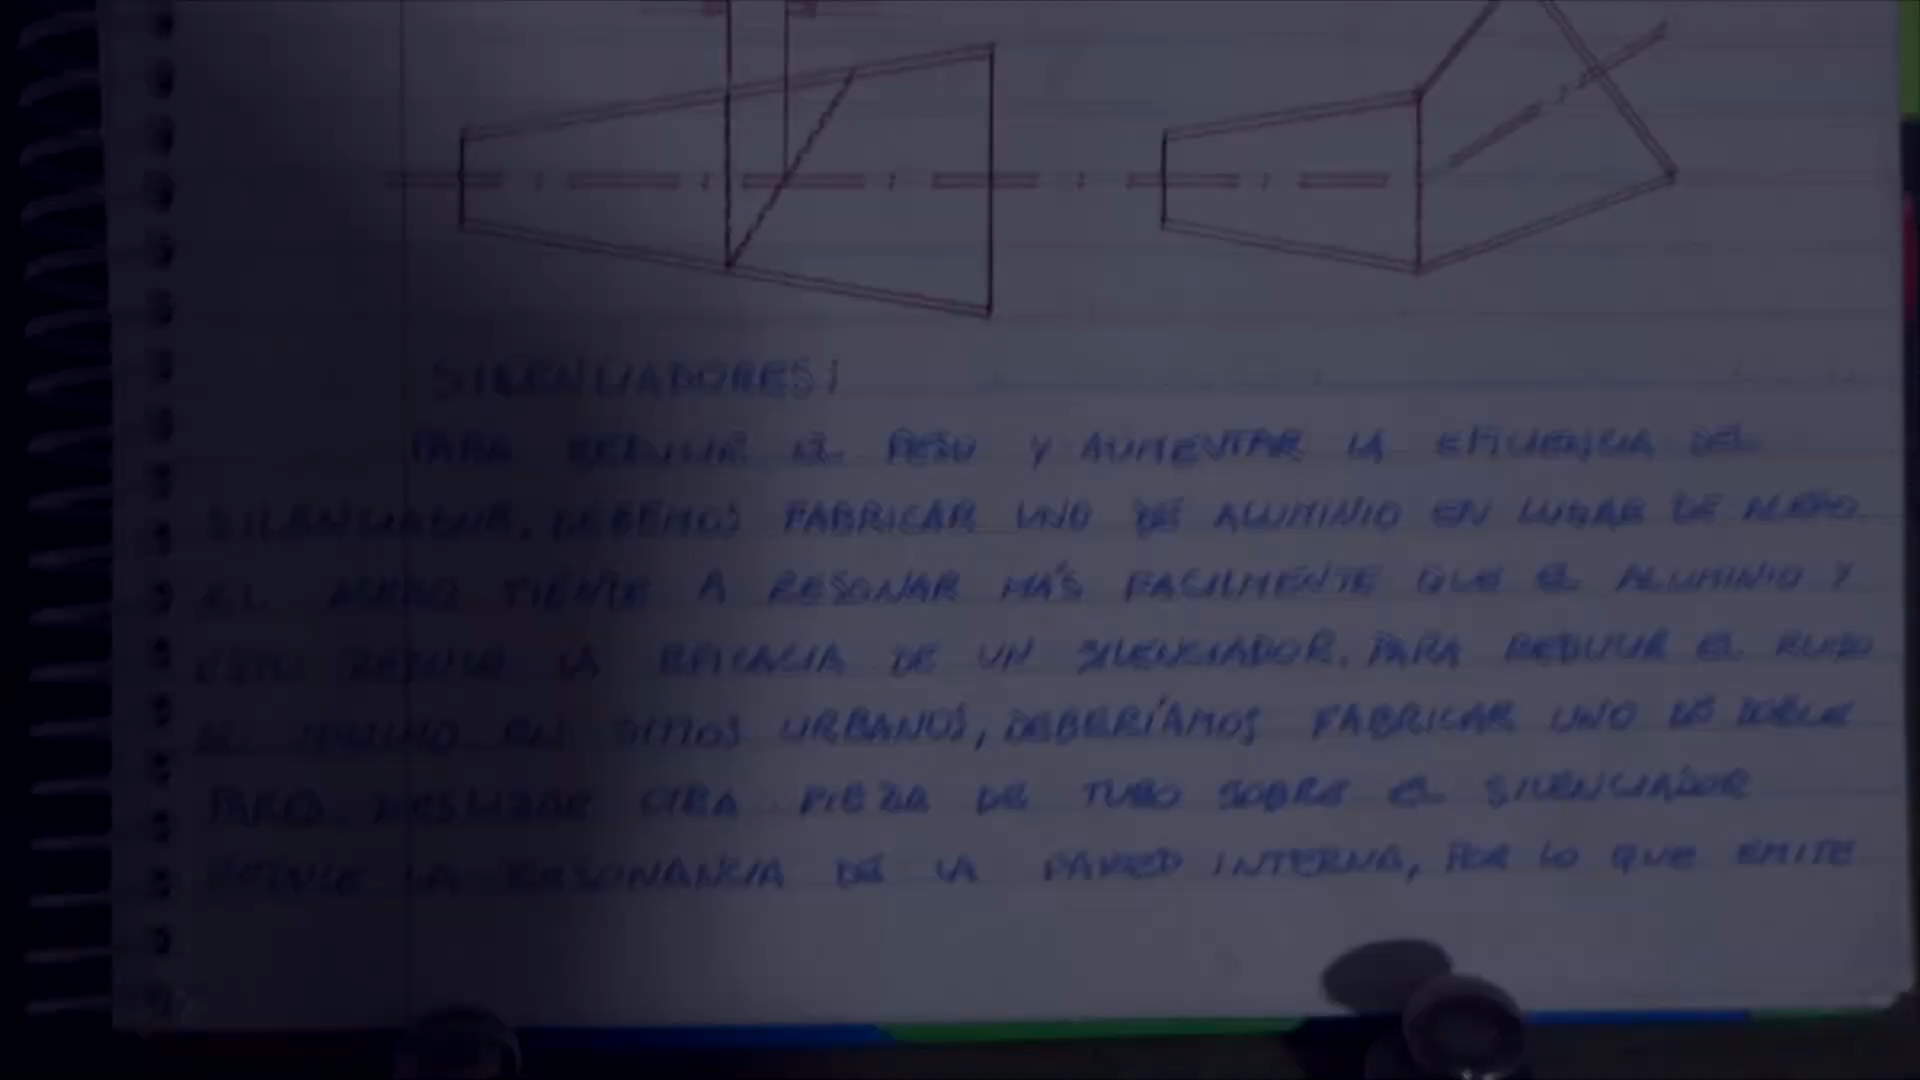 SILENCIADORES:
PARA REDUCIR EL PESO Y AUMENTAR LA EFICIENCIA DEL
SILENCIADOR, DEBEMOS FABRICAR UNO DE ALUMINIO EN LUGAR DE ACERO.
EL ACERO TIENDE A RESONAR MÁS FACILMENTE QUE EL ALUMINIO Y
ESTO REDUCE LA EFICACIA DE UN SILENCIADOR. PARA REDUCIR EL RUIDO
AL MÍNIMO EN SITIOS URBANOS, DEBERÍAMOS FABRICAR UNO DE DOBLE
PARED. DESLIZAR OTRA PIEZA DE TUBO SOBRE EL SILENCIADOR
REDUCE LA RESONANCIA DE LA PARED INTERNA, POR LO QUE EMITE